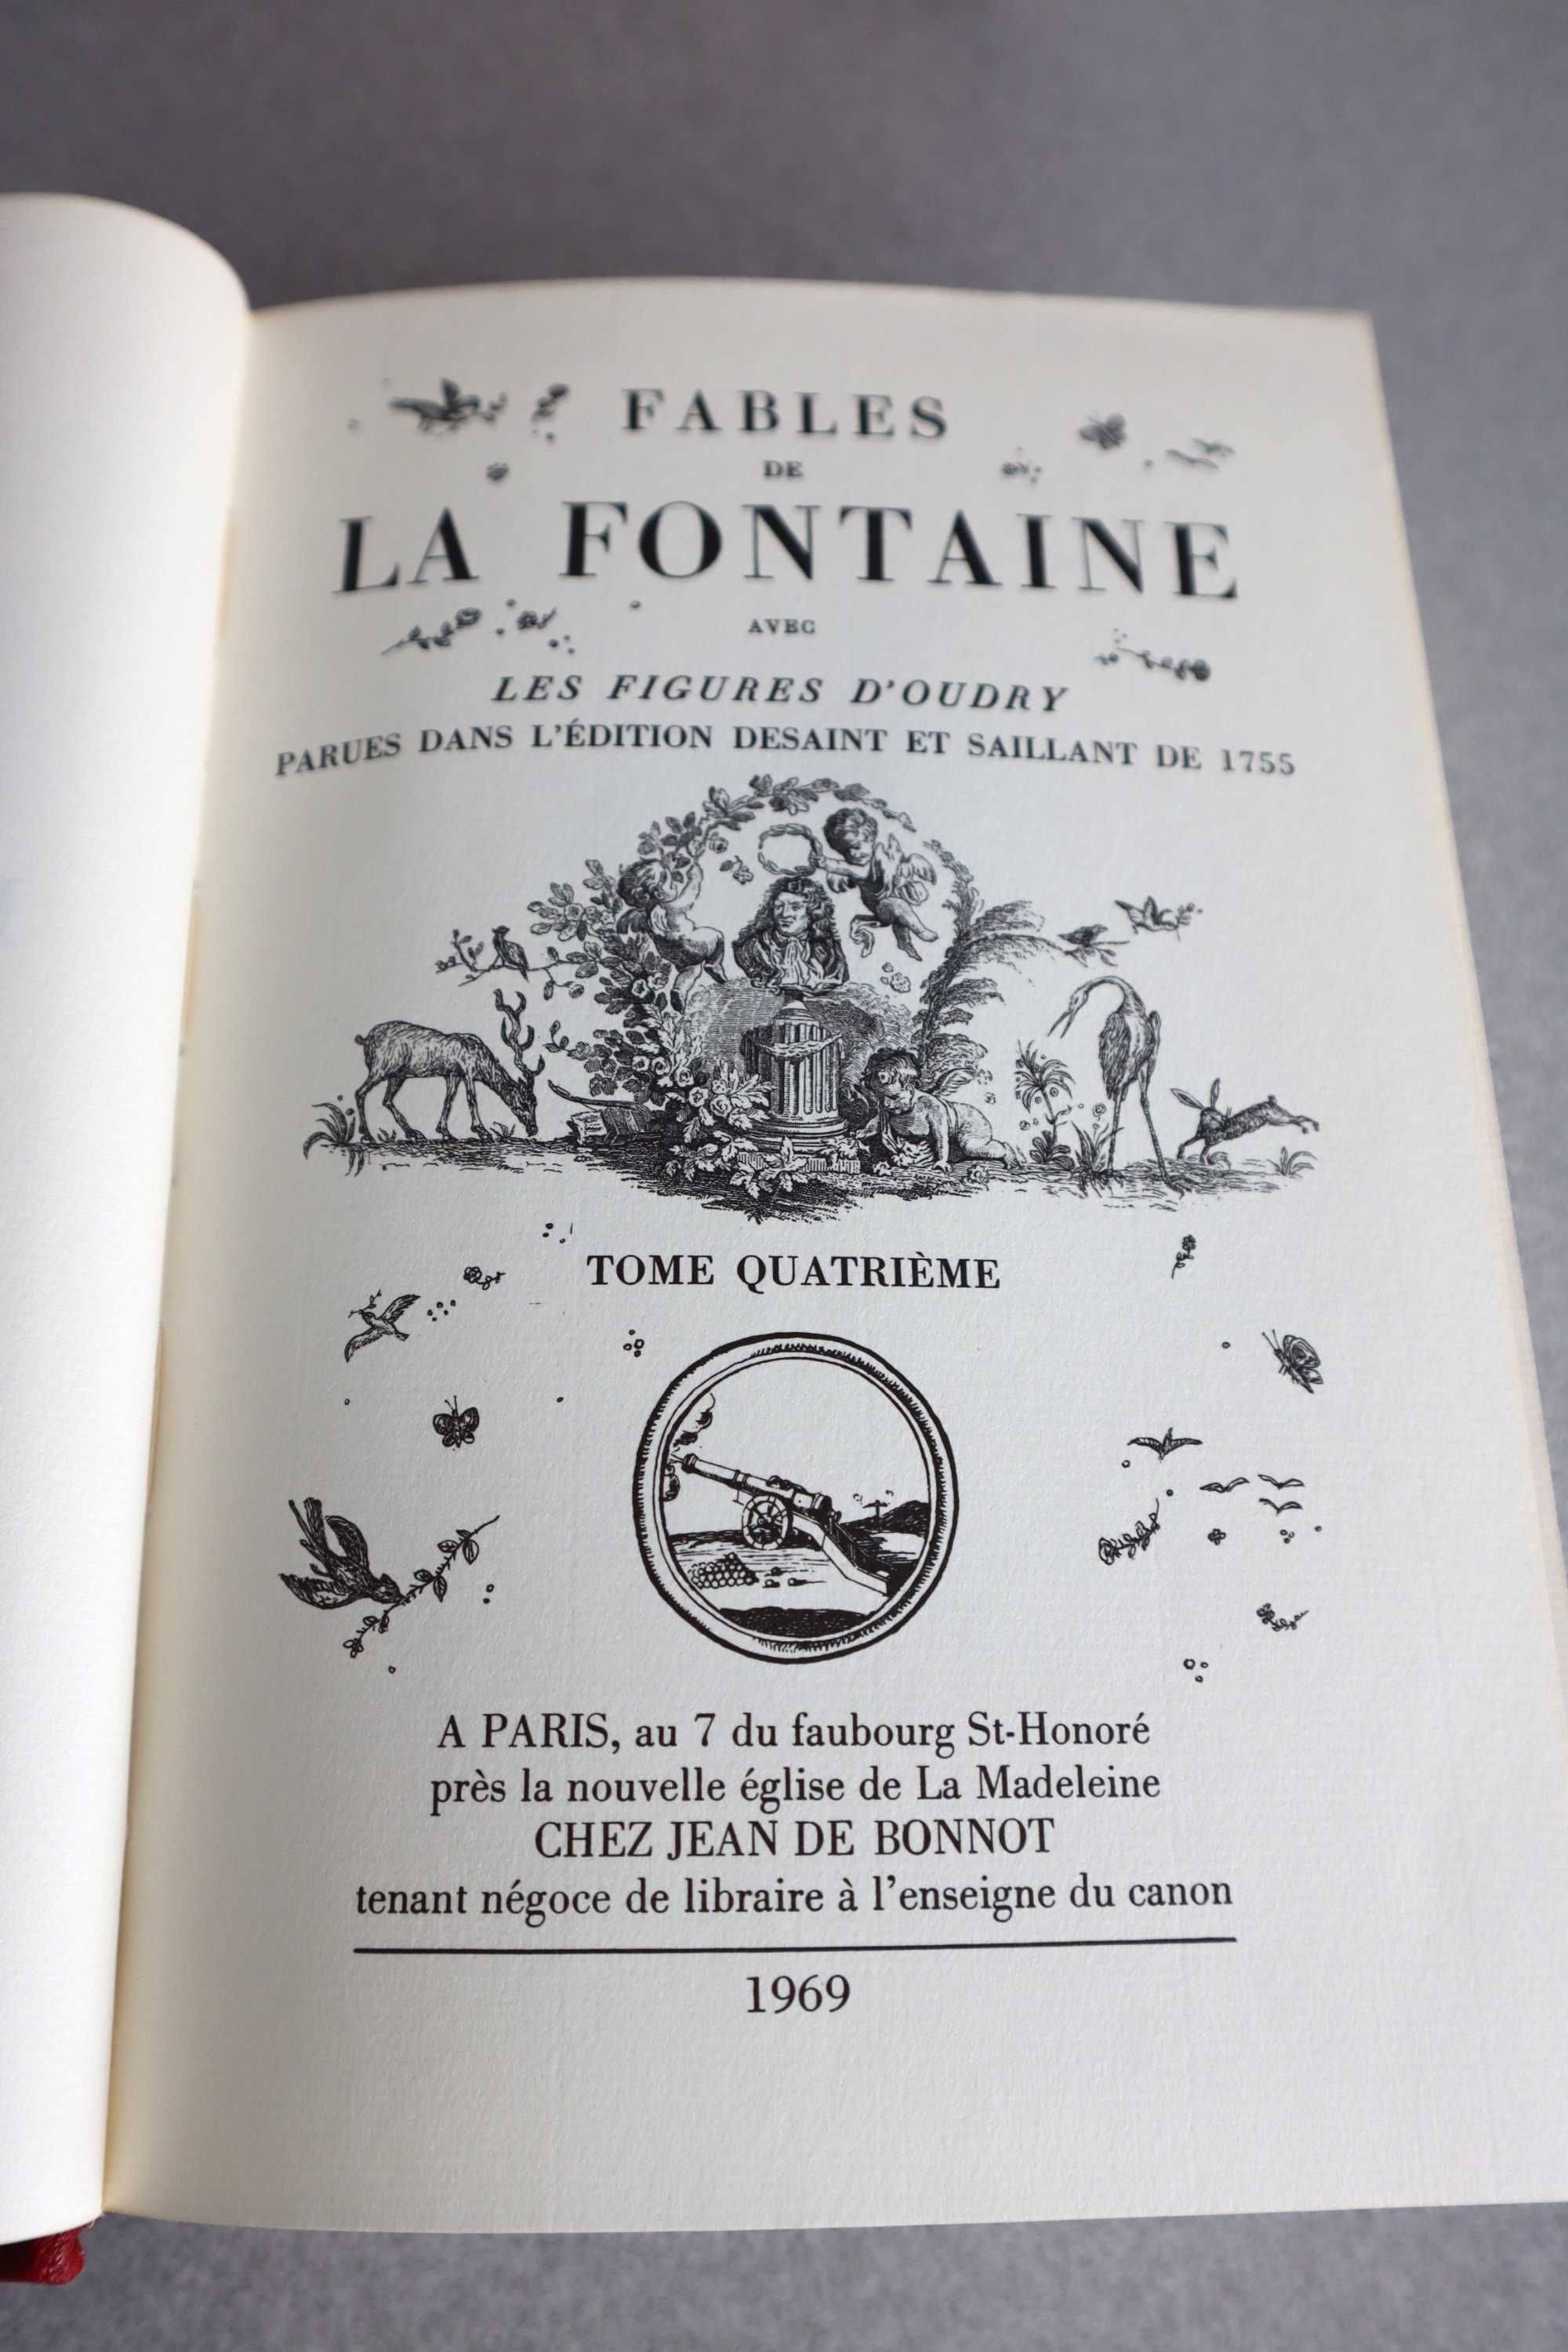 FABLES
DE
LA FONTAINE
AVEC
LES FIGURES D'OUDRY
PARUES DANS L'ÉDITION DESAINT ET SAILLANT DE 1755
TOME QUATRIÈME
A PARIS, au 7 du faubourg St-Honoré
près la nouvelle église de La Madeleine
CHEZ JEAN DE BONNOT
tenant négoce de libraire à l'enseigne du canon
1969